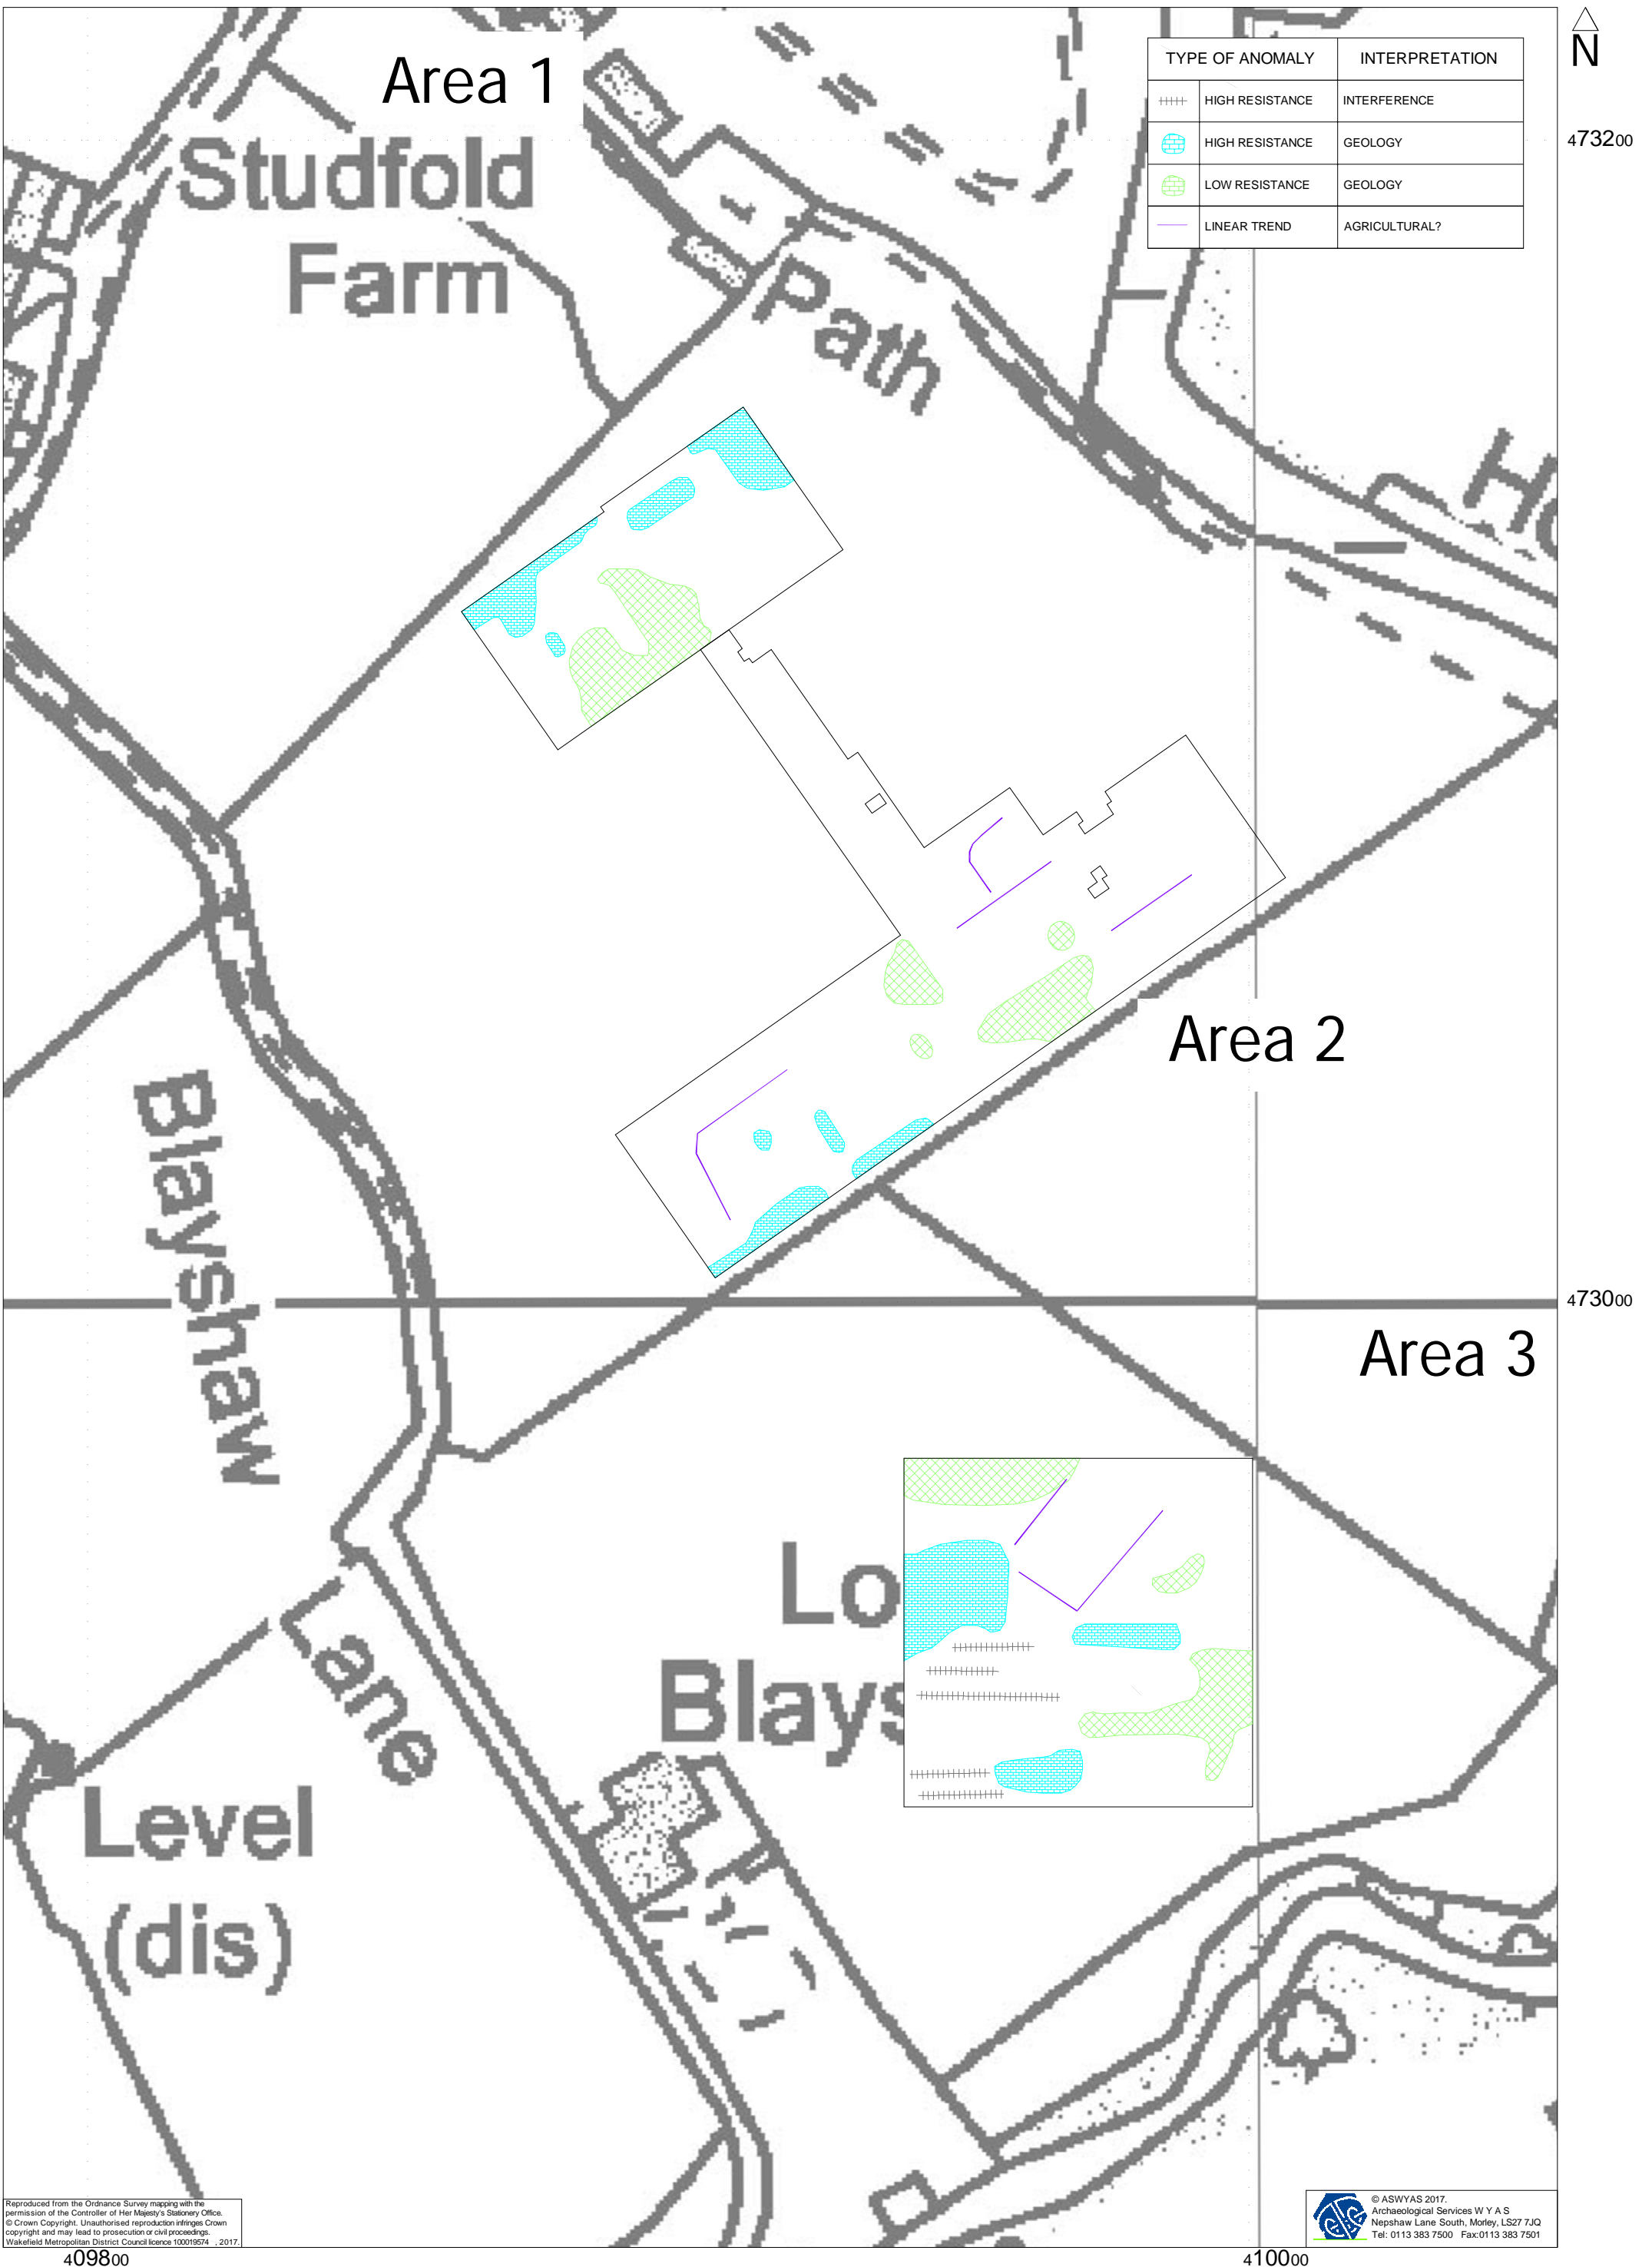 Area 1
N
TYPE OF ANOMALY INTERPRETATION
HIGH RESISTANCE INTERFERENCE
HIGH RESISTANCE GEOLOGY
LOW RESISTANCE GEOLOGY
LINEAR TREND AGRICULTURAL?
473200
Studfold
Farm
Path
Ho
Area 2
Blayshaw
Lane
473000
Area 3
Lo
Blays
Level
(dis)
Reproduced from the Ordnance Survey mapping with the
permission of the Controller of Her Majesty's Stationery Office.
© Crown Copyright. Unauthorised reproduction infringes Crown
copyright and may lead to prosecution or civil proceedings.
Wakefield Metropolitan District Council licence 100019574 , 2017.
© ASWYAS 2017.
Archaeological Services W Y A S
Nepshaw Lane South, Morley, LS27 7JQ
Tel: 0113 383 7500 Fax:0113 383 7501
409800
410000